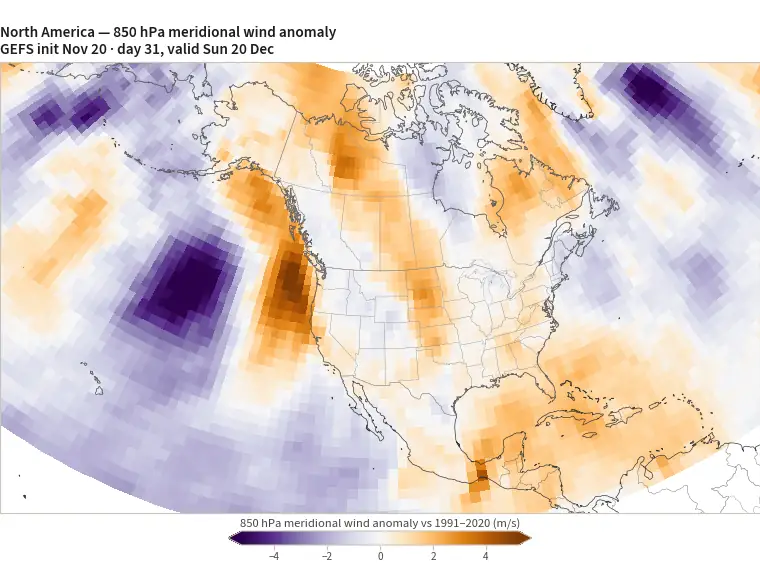 North America — 850 hPa meridional wind anomaly
GEFS init Nov 20 · day 31, valid Sun 20 Dec
850 hPa meridional wind anomaly vs 1991–2020 (m/s)
−4 −2 0 2 4